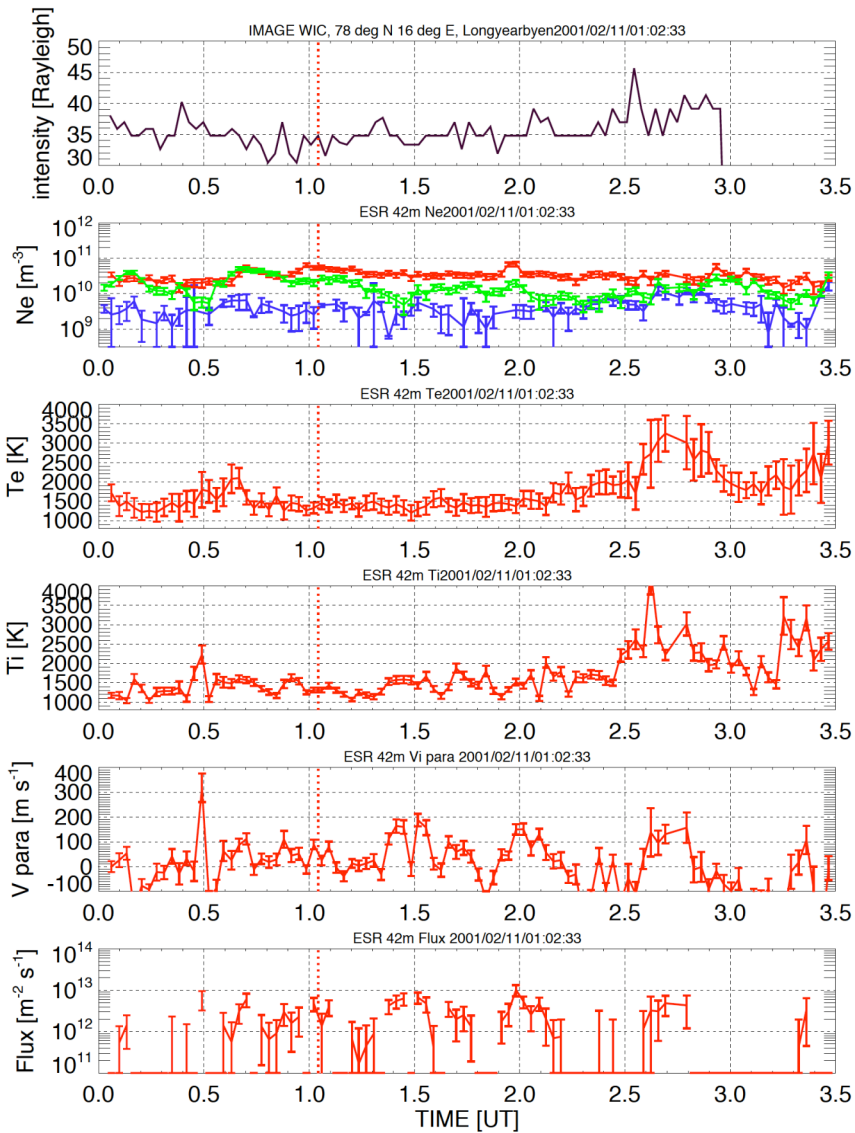 IMAGE WIC, 78 deg N 16 deg E, Longyearbyen2001/02/11/01:02:33
intensity [Rayleigh]
50
45
40
35
30
0.0 0.5 1.0 1.5 2.0 2.5 3.0 3.5
ESR 42m Ne2001/02/11/01:02:33
Ne [m-3]
10^12
10^11
10^10
10^9
0.0 0.5 1.0 1.5 2.0 2.5 3.0 3.5
ESR 42m Te2001/02/11/01:02:33
Te [K]
4000
3500
3000
2500
2000
1500
1000
0.0 0.5 1.0 1.5 2.0 2.5 3.0 3.5
ESR 42m Ti2001/02/11/01:02:33
Ti [K]
4000
3500
3000
2500
2000
1500
1000
0.0 0.5 1.0 1.5 2.0 2.5 3.0 3.5
ESR 42m Vi para 2001/02/11/01:02:33
V para [m s-1]
400
300
200
100
0
-100
0.0 0.5 1.0 1.5 2.0 2.5 3.0 3.5
ESR 42m Flux 2001/02/11/01:02:33
Flux [m-2 s-1]
10^14
10^13
10^12
10^11
0.0 0.5 1.0 1.5 2.0 2.5 3.0 3.5
TIME [UT]